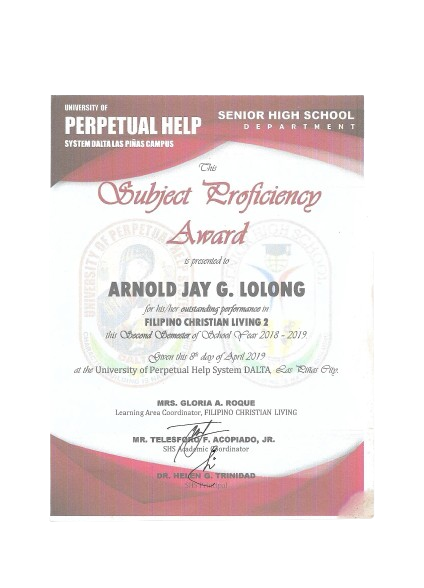 UNIVERSITY OF
PERPETUAL HELP
SYSTEM DALTA LAS PIÑAS CAMPUS
SENIOR HIGH SCHOOL
DEPARTMENT
This
Subject Proficiency
Award
is presented to
ARNOLD JAY G. LOLONG
for his/her outstanding performance in
FILIPINO CHRISTIAN LIVING 2
this Second Semester of School Year 2018 - 2019.
Given this 8th day of April 2019
at the University of Perpetual Help System DALTA, Las Piñas City.
MRS. GLORIA A. ROQUE
Learning Area Coordinator, FILIPINO CHRISTIAN LIVING
MR. TELESFORO F. ACOPIADO, JR.
SHS Academic Coordinator
DR. HELEN G. TRINIDAD
SHS Principal